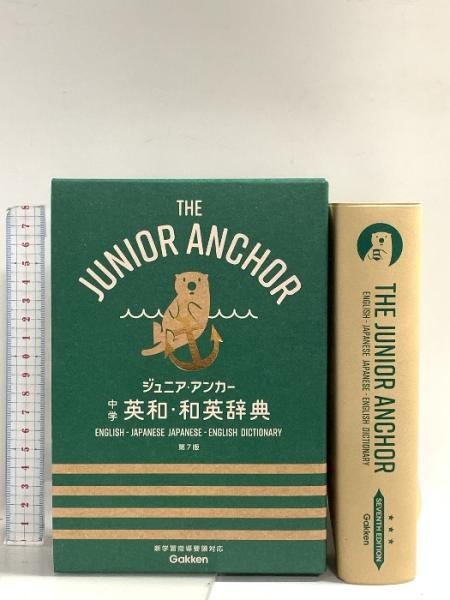 THE
JUNIOR ANCHOR
ジュニア・アンカー
中学
英和・和英辞典
ENGLISH - JAPANESE JAPANESE - ENGLISH DICTIONARY
第7版
新学習指導要領対応
Gakken
THE JUNIOR ANCHOR
ENGLISH - JAPANESE JAPANESE - ENGLISH DICTIONARY
SEVENTH EDITION
Gakken